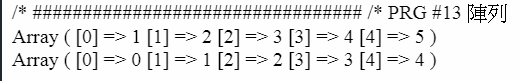 /* ################################# /* PRG #13 陣列
Array ( [0] => 1 [1] => 2 [2] => 3 [3] => 4 [4] => 5 )
Array ( [0] => 0 [1] => 1 [2] => 2 [3] => 3 [4] => 4 )